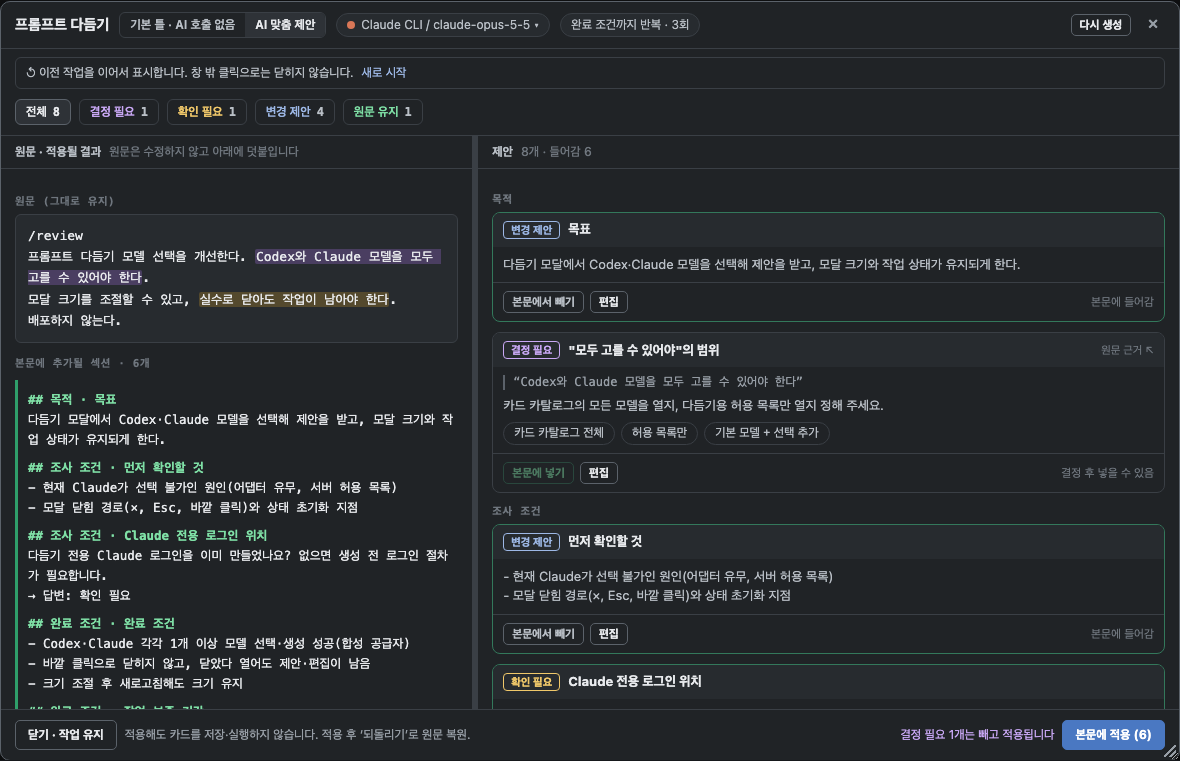 프롬프트 다듬기
기본 틀 · AI 호출 없음
AI 맞춤 제안
Claude CLI / claude-opus-5-5
완료 조건까지 반복 · 3회
다시 생성
×
이전 작업을 이어서 표시합니다. 창 밖 클릭으로는 닫히지 않습니다. 새로 시작
전체 8
결정 필요 1
확인 필요 1
변경 제안 4
원문 유지 1
원문 · 적용될 결과 원문은 수정하지 않고 아래에 덧붙입니다
원문 (그대로 유지)
/review
프롬프트 다듬기 모델 선택을 개선한다. Codex와 Claude 모델을 모두
고를 수 있어야 한다.
모달 크기를 조절할 수 있고, 실수로 닫아도 작업이 남아야 한다.
배포하지 않는다.
본문에 추가될 섹션 · 6개
## 목적 · 목표
다듬기 모달에서 Codex·Claude 모델을 선택해 제안을 받고, 모달 크기와 작
업 상태가 유지되게 한다.
## 조사 조건 · 먼저 확인할 것
- 현재 Claude가 선택 불가인 원인(어댑터 유무, 서버 허용 목록)
- 모달 닫힘 경로(×, Esc, 바깥 클릭)와 상태 초기화 지점
## 조사 조건 · Claude 전용 로그인 위치
다듬기 전용 Claude 로그인을 이미 만들었나요? 없으면 생성 전 로그인 절차
가 필요합니다.
→ 답변: 확인 필요
## 완료 조건 · 완료 조건
- Codex·Claude 각각 1개 이상 모델 선택·생성 성공(합성 공급자)
- 바깥 클릭으로 닫히지 않고, 닫았다 열어도 제안·편집이 남음
- 크기 조절 후 새로고침해도 크기 유지
제안 8개 · 들어감 6
목적
변경 제안 목표
다듬기 모달에서 Codex·Claude 모델을 선택해 제안을 받고, 모달 크기와 작업 상태가 유지되게 한다.
본문에서 빼기
편집
본문에 들어감
결정 필요 "모두 고를 수 있어야"의 범위
원문 근거 ↖
“Codex와 Claude 모델을 모두 고를 수 있어야 한다”
카드 카탈로그의 모든 모델을 열지, 다듬기용 허용 목록만 열지 정해 주세요.
카드 카탈로그 전체
허용 목록만
기본 모델 + 선택 추가
본문에 넣기
편집
결정 후 넣을 수 있음
조사 조건
변경 제안 먼저 확인할 것
- 현재 Claude가 선택 불가인 원인(어댑터 유무, 서버 허용 목록)
- 모달 닫힘 경로(×, Esc, 바깥 클릭)와 상태 초기화 지점
본문에서 빼기
편집
본문에 들어감
확인 필요 Claude 전용 로그인 위치
닫기 · 작업 유지
적용해도 카드를 저장·실행하지 않습니다. 적용 후 ‘되돌리기’로 원문 복원.
결정 필요 1개는 빼고 적용됩니다
본문에 적용 (6)